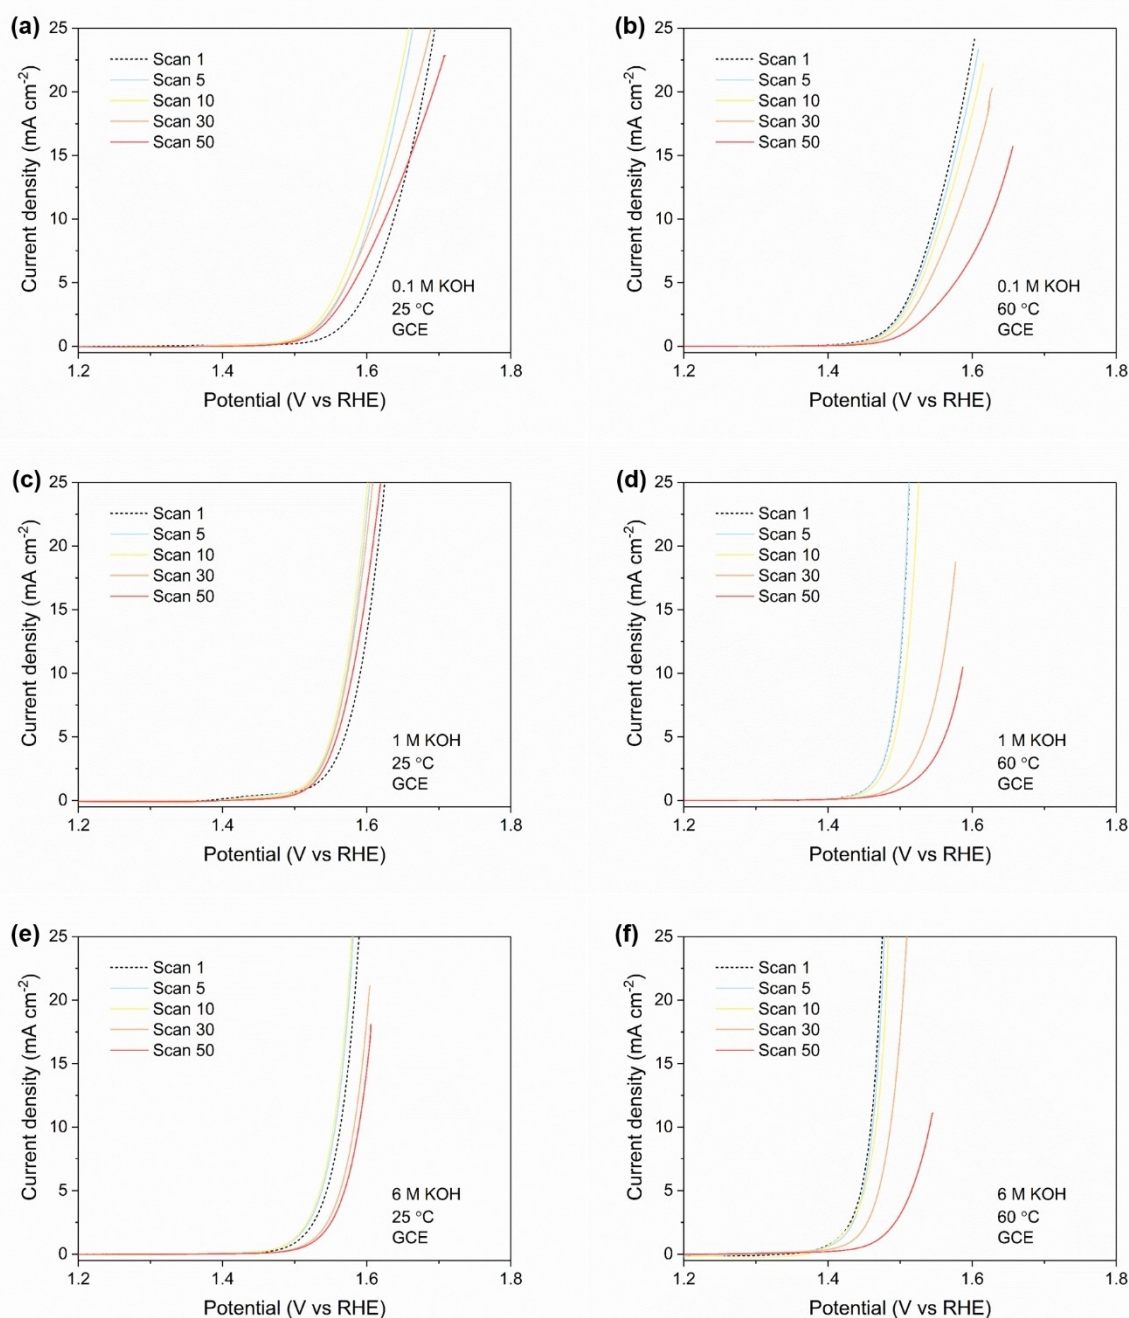 (a)
25
20
15
10
5
0
Current density (mA cm⁻²)
Scan 1
Scan 5
Scan 10
Scan 30
Scan 50
0.1 M KOH
25 °C
GCE
1.2 1.4 1.6 1.8
Potential (V vs RHE)
(b)
25
20
15
10
5
0
Current density (mA cm⁻²)
Scan 1
Scan 5
Scan 10
Scan 30
Scan 50
0.1 M KOH
60 °C
GCE
1.2 1.4 1.6 1.8
Potential (V vs RHE)
(c)
25
20
15
10
5
0
Current density (mA cm⁻²)
Scan 1
Scan 5
Scan 10
Scan 30
Scan 50
1 M KOH
25 °C
GCE
1.2 1.4 1.6 1.8
Potential (V vs RHE)
(d)
25
20
15
10
5
0
Current density (mA cm⁻²)
Scan 1
Scan 5
Scan 10
Scan 30
Scan 50
1 M KOH
60 °C
GCE
1.2 1.4 1.6 1.8
Potential (V vs RHE)
(e)
25
20
15
10
5
0
Current density (mA cm⁻²)
Scan 1
Scan 5
Scan 10
Scan 30
Scan 50
6 M KOH
25 °C
GCE
1.2 1.4 1.6 1.8
Potential (V vs RHE)
(f)
25
20
15
10
5
0
Current density (mA cm⁻²)
Scan 1
Scan 5
Scan 10
Scan 30
Scan 50
6 M KOH
60 °C
GCE
1.2 1.4 1.6 1.8
Potential (V vs RHE)